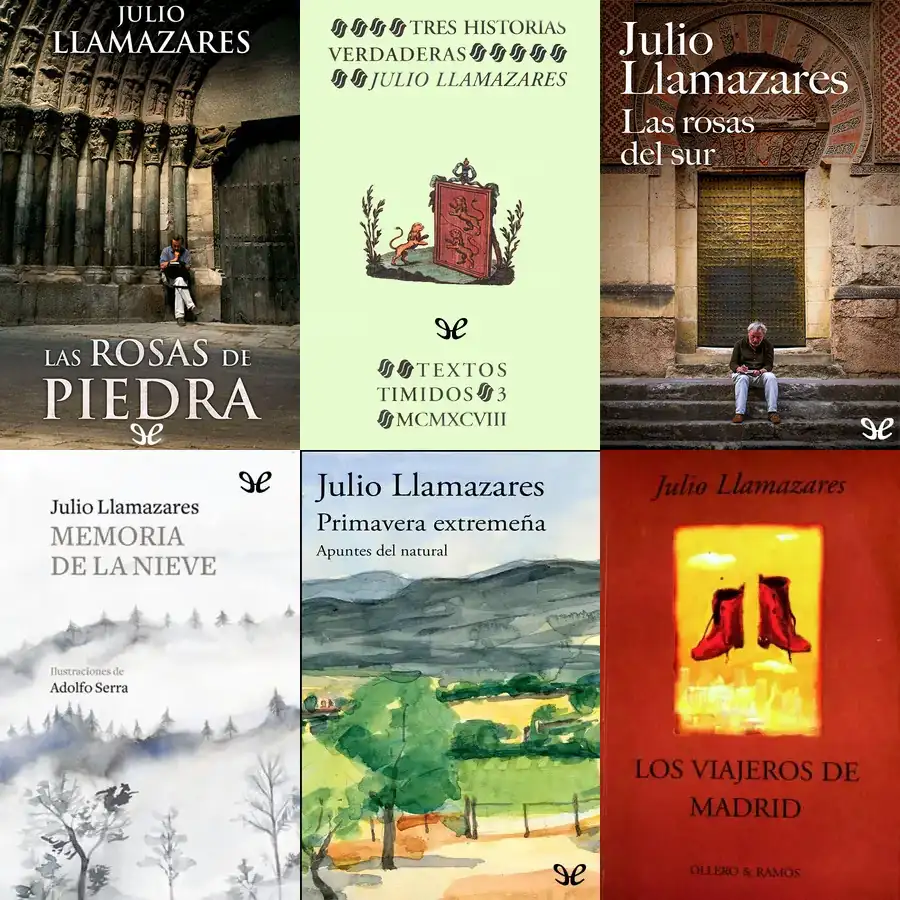 JULIO
LLAMAZARES
LAS ROSAS DE
PIEDRA
TRES HISTORIAS
VERDADERAS
JULIO LLAMAZARES
TEXTOS
TIMIDOS 3
MCMXCVIII
Julio
Llamazares
Las rosas
del sur
Julio Llamazares
MEMORIA
DE LA NIEVE
Ilustraciones de
Adolfo Serra
Julio Llamazares
Primavera extremeña
Apuntes del natural
Julio Llamazares
LOS VIAJEROS DE
MADRID
OLLERO & RAMOS